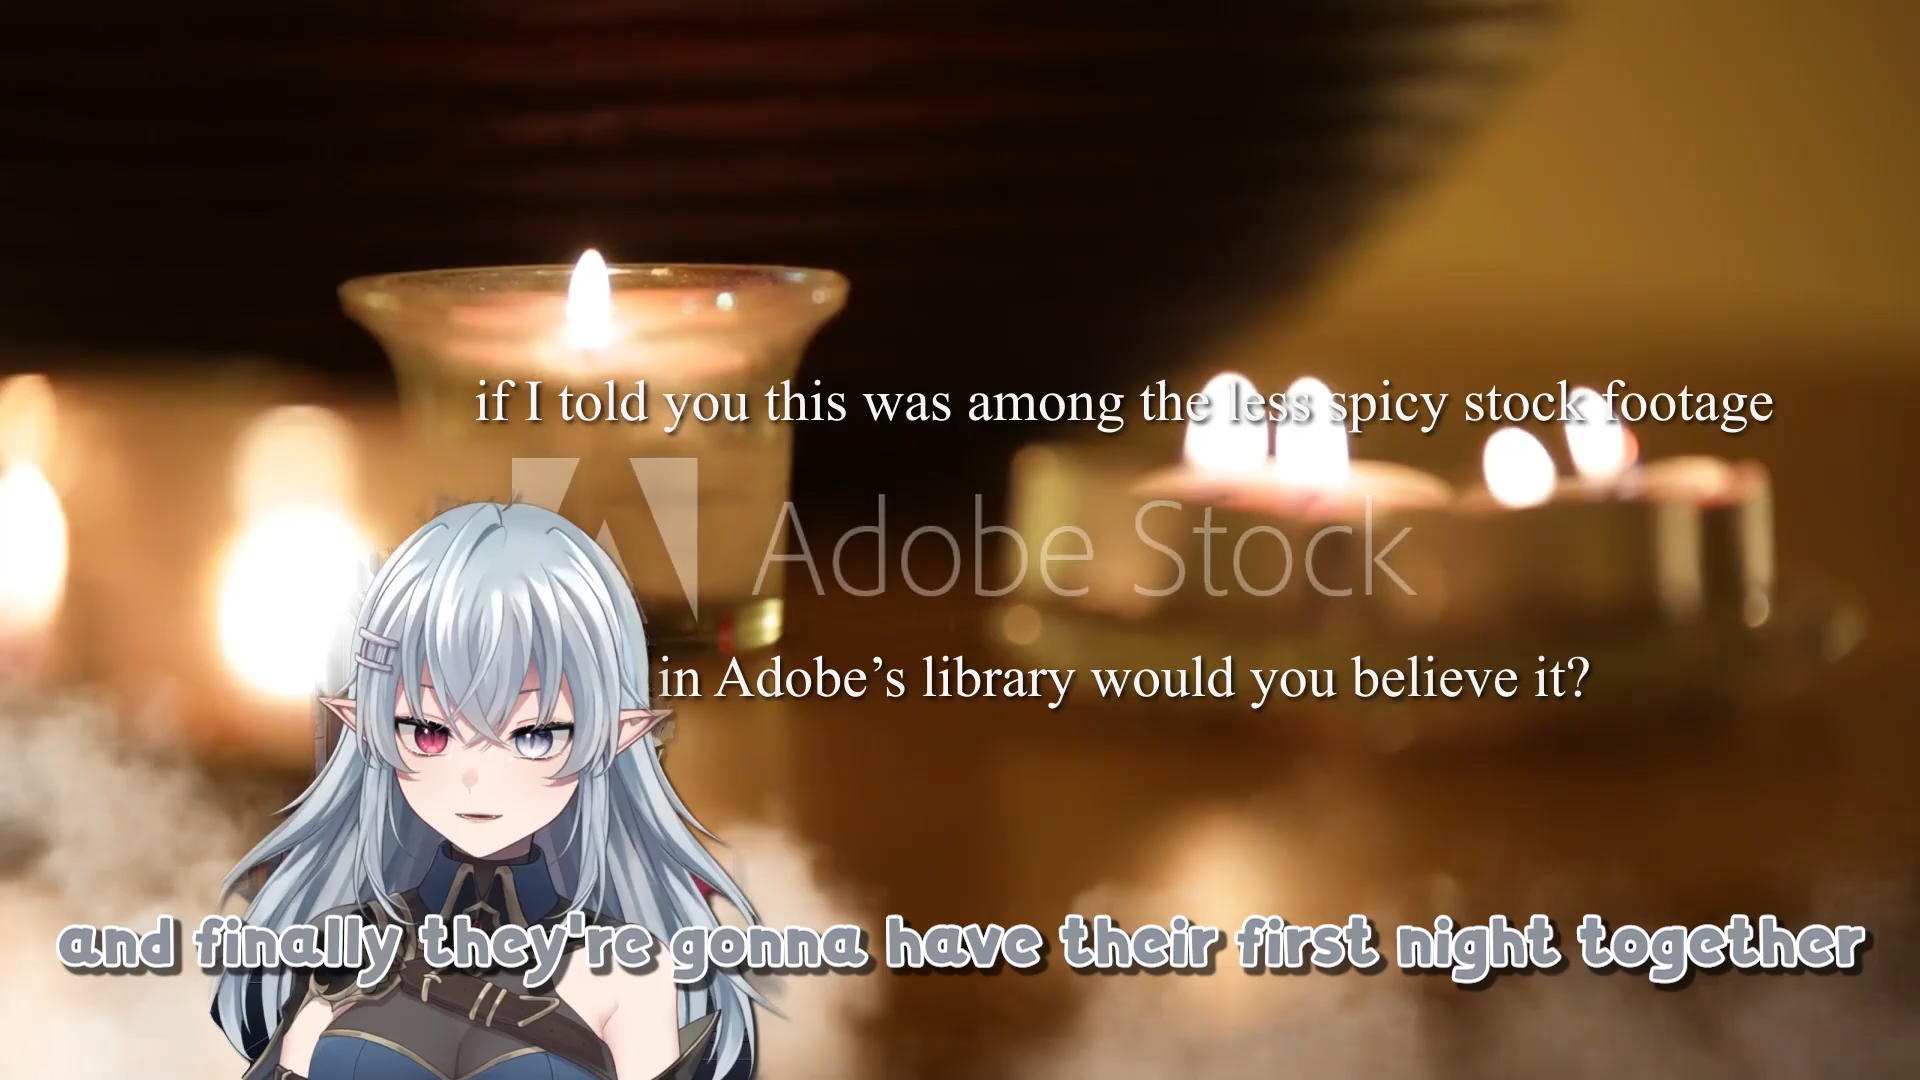 if I told you this was among the less spicy stock footage
Adobe Stock
in Adobe’s library would you believe it?
and finally they're gonna have their first night together